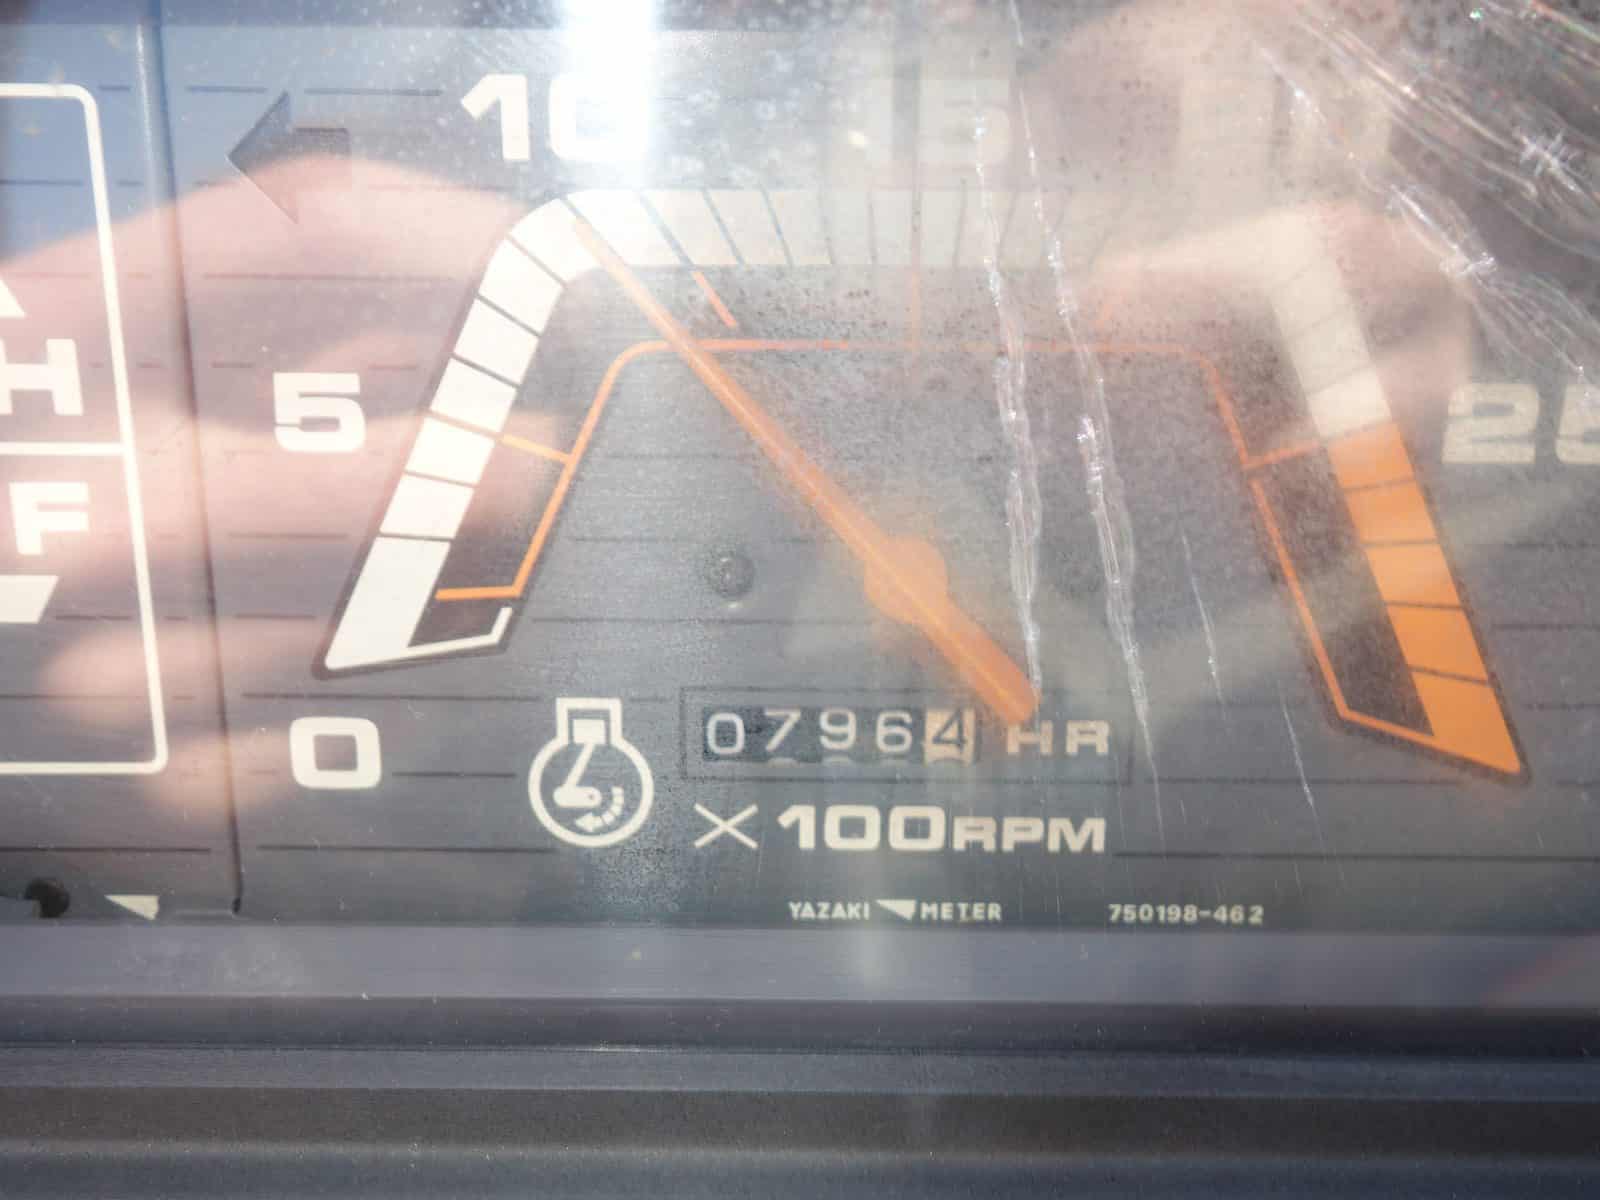 10 15
H
5
25
F
0
07964 HR
×100RPM
YAZAKI METER 750198-462